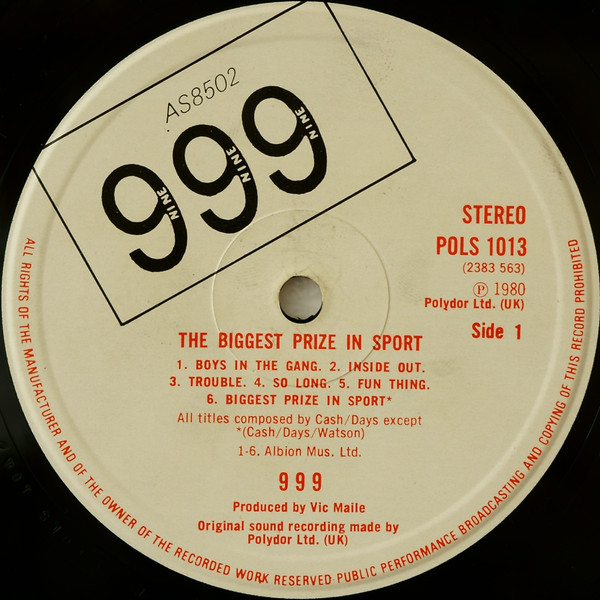 AS8502
999
NINE NINE NINE
STEREO
POLS 1013
(2383 563)
Ⓟ 1980
Polydor Ltd. (UK)
Side 1
THE BIGGEST PRIZE IN SPORT
1. BOYS IN THE GANG. 2. INSIDE OUT.
3. TROUBLE. 4. SO LONG. 5. FUN THING.
6. BIGGEST PRIZE IN SPORT*
All titles composed by Cash/Days except
*(Cash/Days/Watson)
1-6. Albion Mus. Ltd.
999
Produced by Vic Maile
Original sound recording made by
Polydor Ltd. (UK)
ALL RIGHTS OF THE MANUFACTURER AND OF THE OWNER OF THE RECORDED WORK RESERVED PUBLIC PERFORMANCE BROADCASTING AND COPYING OF THIS RECORD PROHIBITED